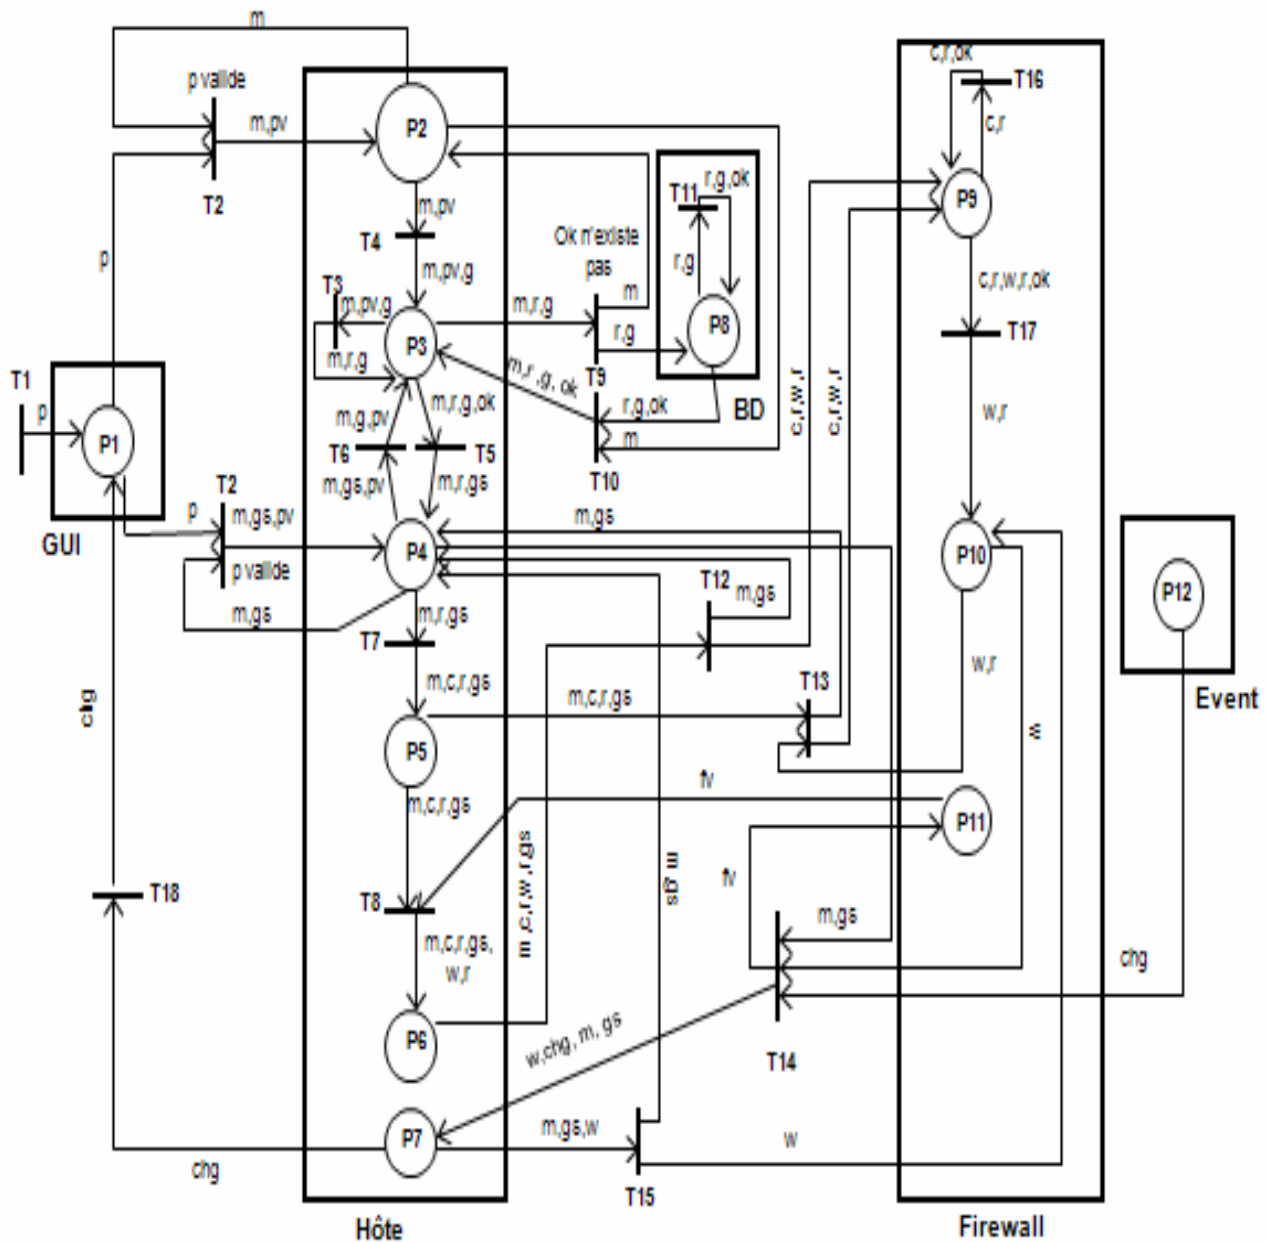 m
c,r,ok
T16
p valide
m,pv
P2
c,r
T2
T11
r,g,ok
P9
m,pv
T4
Ok n'existe
pas
r,g
p
m,pv,g
c,r,w,r,ok
T3
m,pv,g
m,r,g
m
P8
T17
P3
r,g
m,r,g
m,r,g, ok
T9
c,r,w,r
c,r,w,r
T1
p
m,r,g,ok
r,g,ok
BD
w,r
P1
m,g,pv
T6
T5
m
T10
T2
m,gs,pv
m,r,gs
p
m,gs,pv
m,gs
GUI
P4
P10
p valide
T12
m,gs
P12
m,gs
m,r,gs
T7
w,r
m,c,r,gs
T13
m,c,r,gs
Event
chg
w
P5
fv
m,c,r,gs
P11
m,c,r,w,r,gs
m,gs
fv
T18
T8
m,gs
m,c,r,gs,
w,r
chg
P6
w,chg, m, gs
T14
P7
m,gs,w
w
chg
T15
Hôte
Firewall